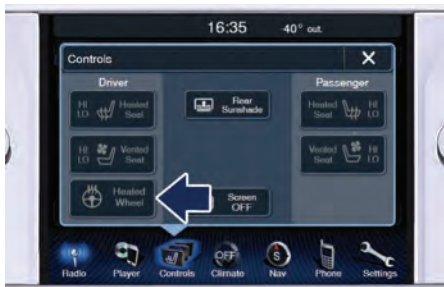 16:35 40° out.
Controls X
Driver Passenger
HI LO Heated Seat
Rear Sunshade
Heated Seat HI LO
HI LO Vented Seat
Vented Seat HI LO
Heated Wheel
Screen OFF
OFF S
Radio Player Controls Climate Nav Phone Settings